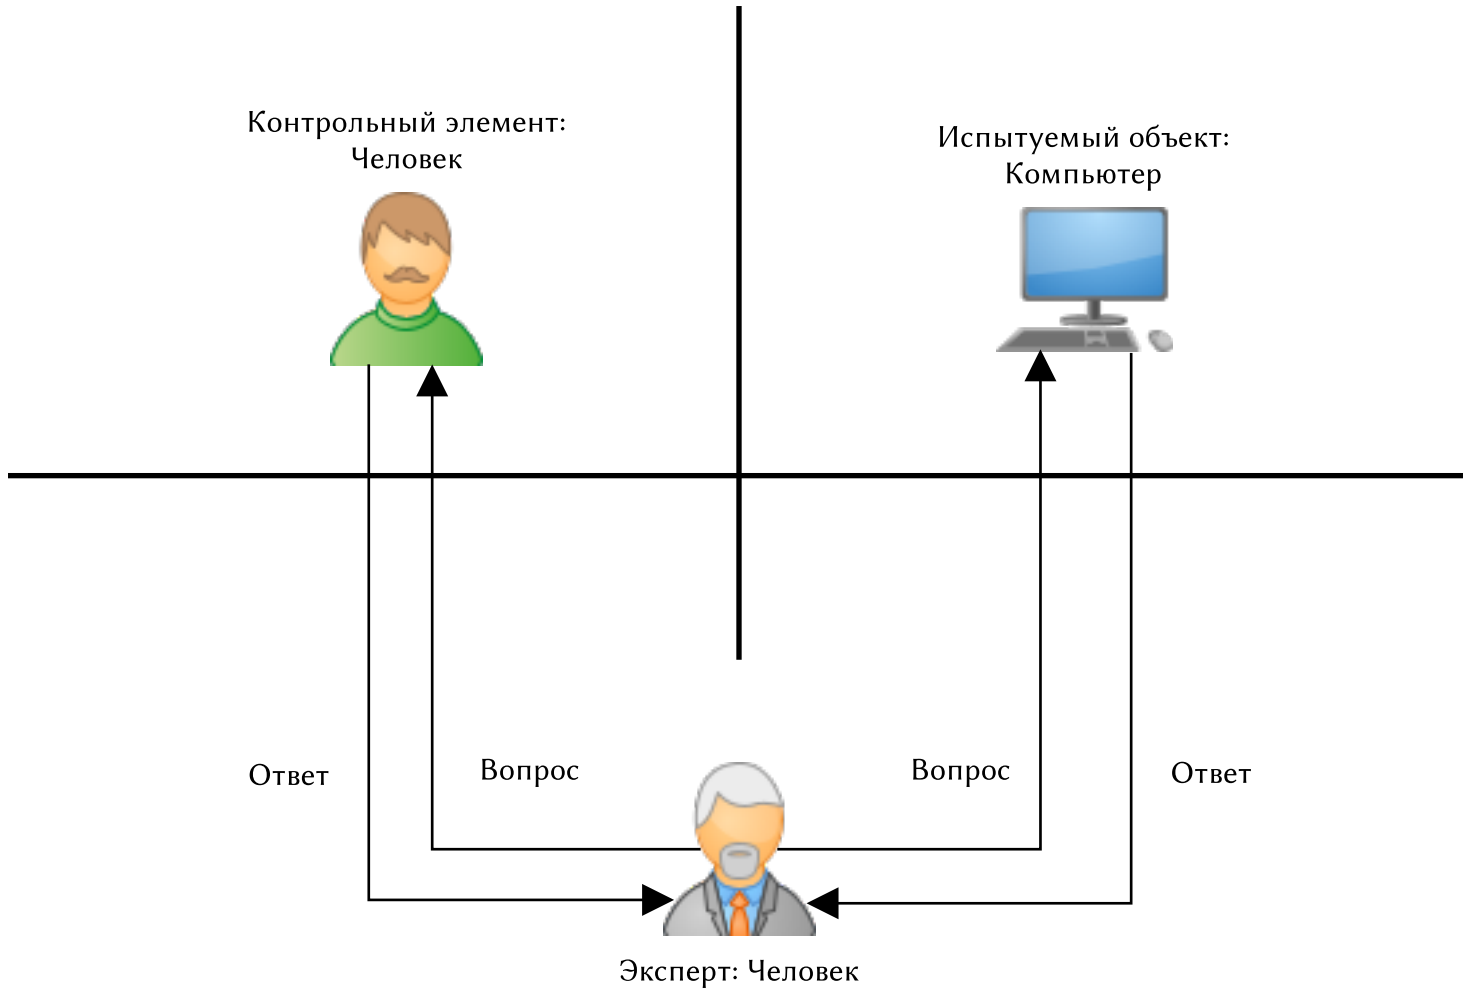 Контрольный элемент:
Человек
Испытуемый объект:
Компьютер
Ответ
Вопрос
Вопрос
Ответ
Эксперт: Человек